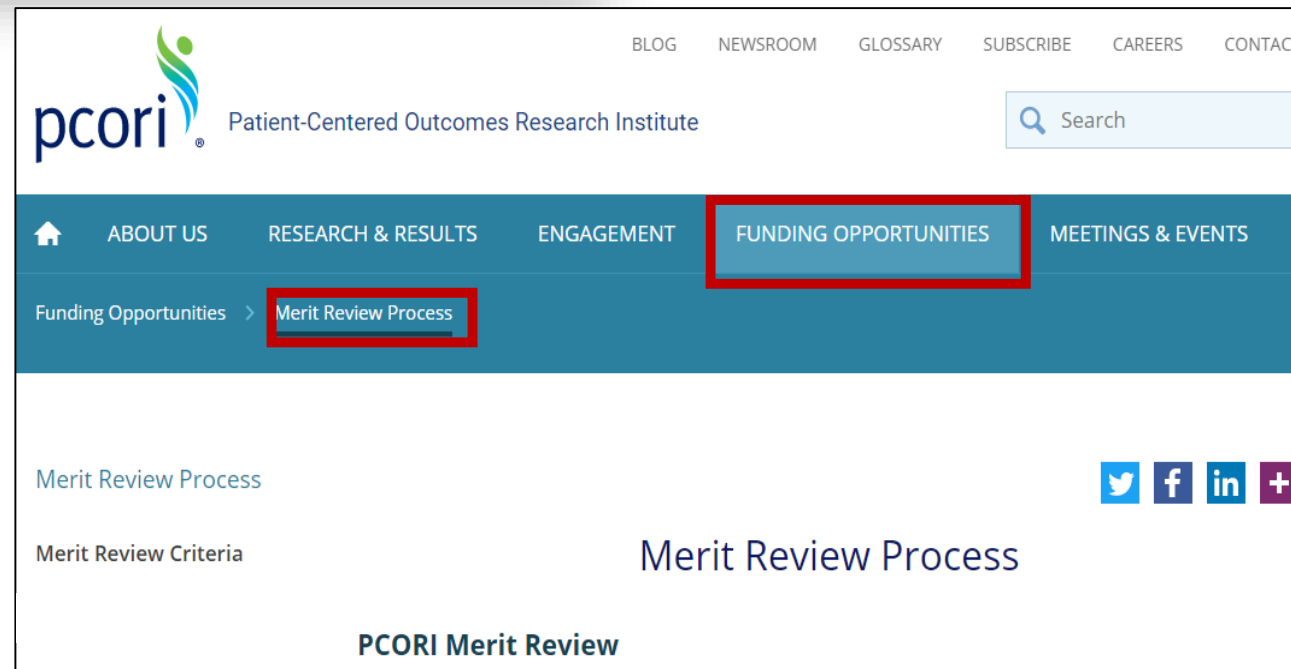 BLOG NEWSROOM GLOSSARY SUBSCRIBE CAREERS CONTAC
pcori® Patient-Centered Outcomes Research Institute
Search
ABOUT US RESEARCH & RESULTS ENGAGEMENT FUNDING OPPORTUNITIES MEETINGS & EVENTS
Funding Opportunities > Merit Review Process
Merit Review Process
Merit Review Criteria
Merit Review Process
PCORI Merit Review